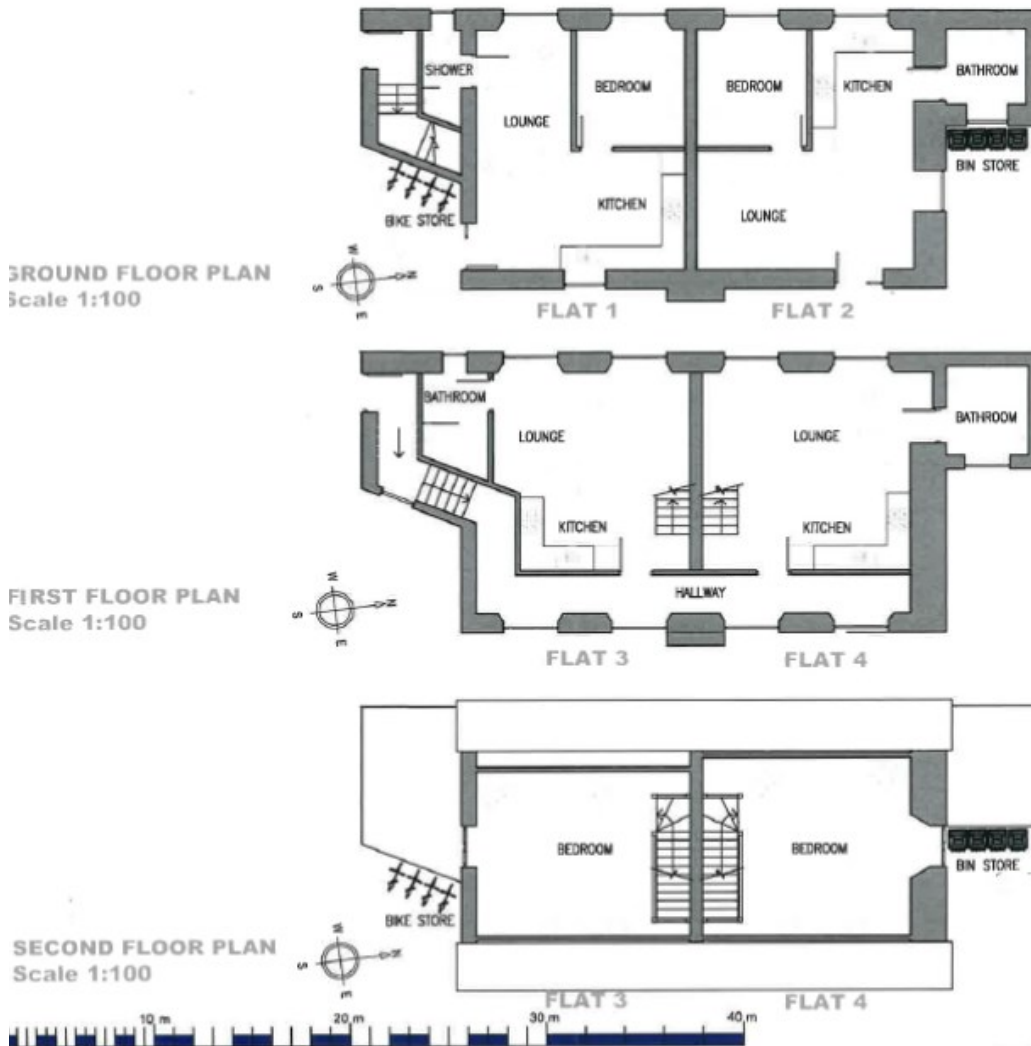 SHOWER
BEDROOM
BEDROOM
KITCHEN
BATHROOM
LOUNGE
BIN STORE
KITCHEN
LOUNGE
BIKE STORE
W
N
S
E
GROUND FLOOR PLAN
Scale 1:100
FLAT 1
FLAT 2
BATHROOM
LOUNGE
LOUNGE
BATHROOM
KITCHEN
KITCHEN
HALLWAY
W
N
S
E
FIRST FLOOR PLAN
Scale 1:100
FLAT 3
FLAT 4
BEDROOM
BEDROOM
BIN STORE
BIKE STORE
W
N
S
E
SECOND FLOOR PLAN
Scale 1:100
FLAT 3
FLAT 4
10 m
20 m
30 m
40 m